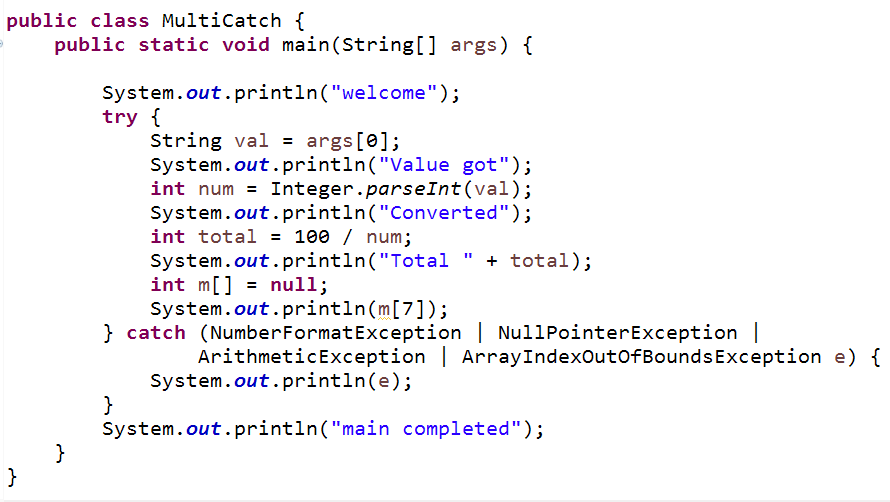 public class MultiCatch {
    public static void main(String[] args) {

        System.out.println("welcome");
        try {
            String val = args[0];
            System.out.println("Value got");
            int num = Integer.parseInt(val);
            System.out.println("Converted");
            int total = 100 / num;
            System.out.println("Total " + total);
            int m[] = null;
            System.out.println(m[7]);
        } catch (NumberFormatException | NullPointerException |
                ArithmeticException | ArrayIndexOutOfBoundsException e) {
            System.out.println(e);
        }
        System.out.println("main completed");
    }
}